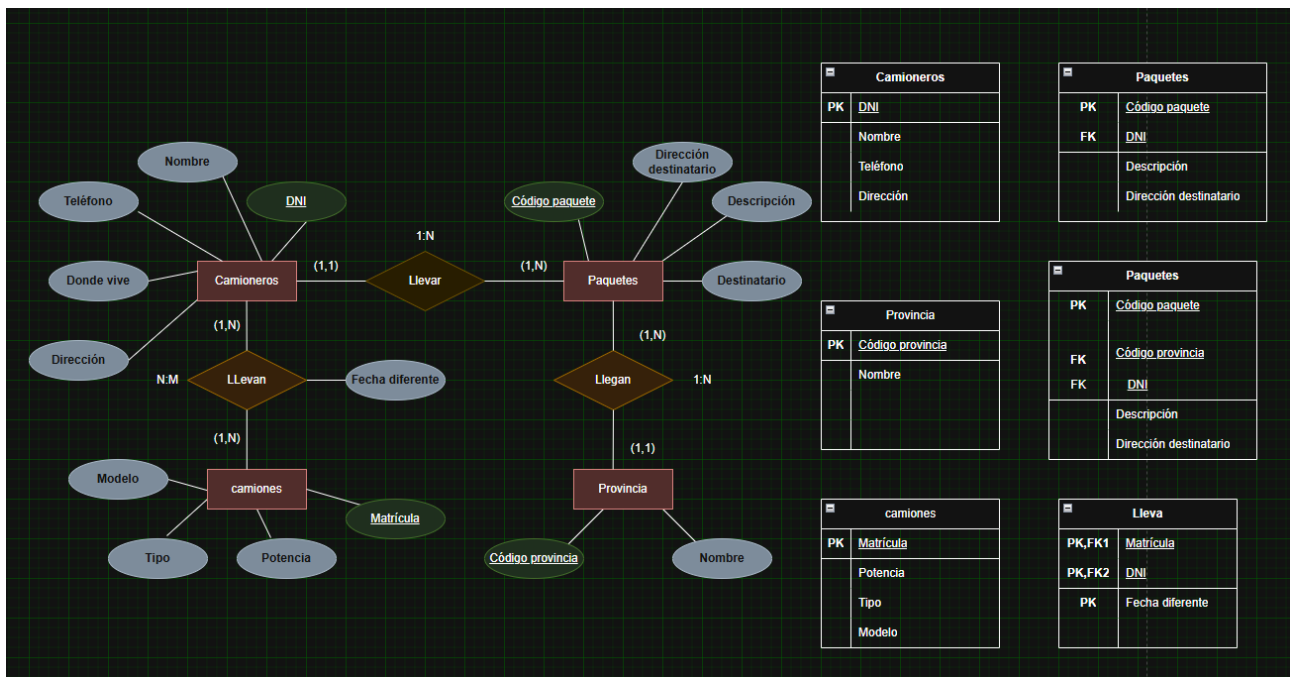 Nombre
Teléfono
DNI
Donde vive
Camioneros
Dirección
(1,1)
1:N
Llevar
(1,N)
Código paquete
Dirección
destinatario
Descripción
Paquetes
Destinatario
(1,N)
N:M
LLevan
Fecha diferente
(1,N)
(1,N)
Llegan
1:N
(1,1)
Modelo
camiones
Matrícula
Tipo
Potencia
Provincia
Código provincia
Nombre
Camioneros
PK DNI
Nombre
Teléfono
Dirección
Paquetes
PK Código paquete
FK DNI
Descripción
Dirección destinatario
Provincia
PK Código provincia
Nombre
Paquetes
PK Código paquete
FK Código provincia
FK DNI
Descripción
Dirección destinatario
camiones
PK Matrícula
Potencia
Tipo
Modelo
Lleva
PK,FK1 Matrícula
PK,FK2 DNI
PK Fecha diferente